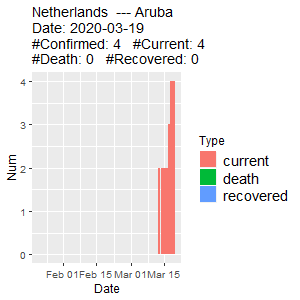 Netherlands  --- Aruba
Date: 2020-03-19
#Confirmed: 4   #Current: 4
#Death: 0   #Recovered: 0
4
3
2
1
0
Num
Feb 01 Feb 15 Mar 01 Mar 15
Date
Type
current
death
recovered